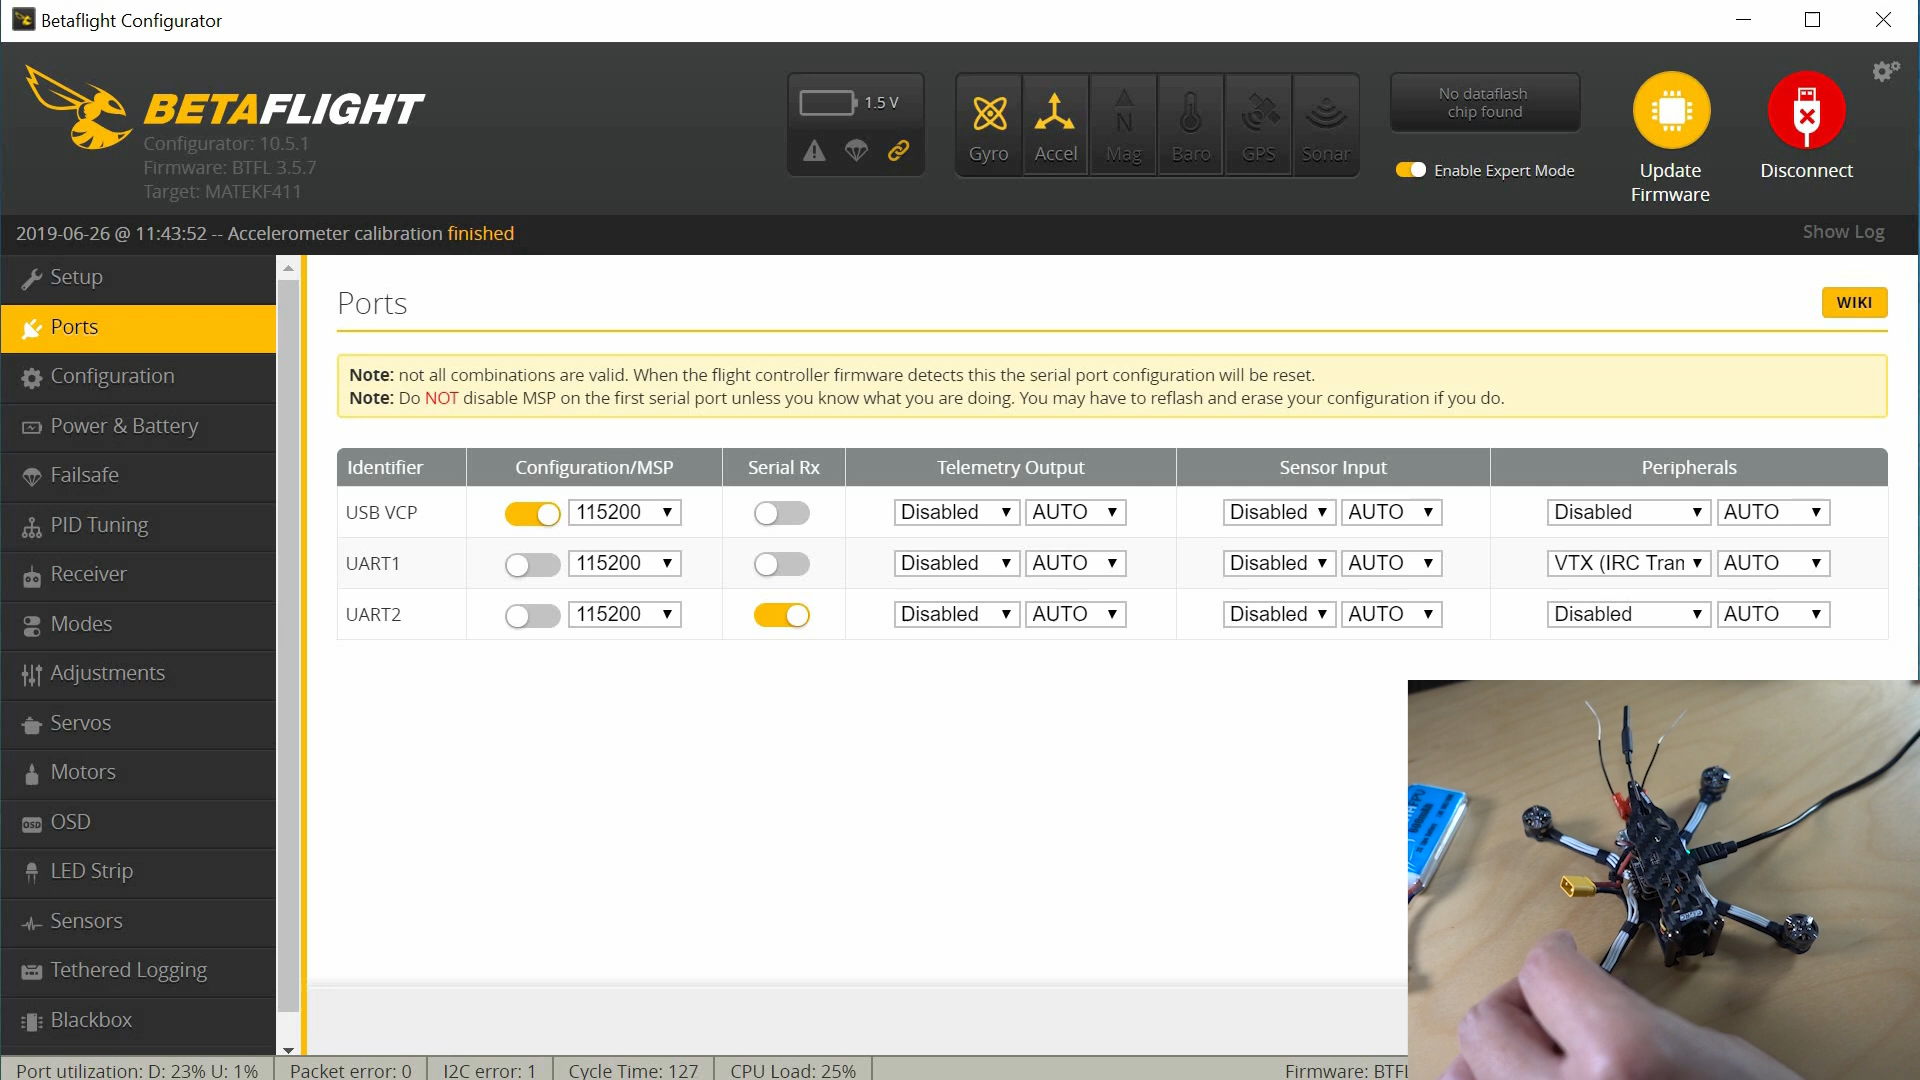 Betaflight Configurator
BETAFLIGHT
Configurator: 10.5.1
Firmware: BTFL 3.5.7
Target: MATEKF411
1.5 V
Gyro Accel Mag Baro GPS Sonar
No dataflash
chip found
Enable Expert Mode
Update
Firmware
Disconnect
2019-06-26 @ 11:43:52 -- Accelerometer calibration finished
Show Log
Setup
Ports
Configuration
Power & Battery
Failsafe
PID Tuning
Receiver
Modes
Adjustments
Servos
Motors
OSD OSD
LED Strip
Sensors
Tethered Logging
Blackbox
Ports
WIKI
Note: not all combinations are valid. When the flight controller firmware detects this the serial port configuration will be reset.
Note: Do NOT disable MSP on the first serial port unless you know what you are doing. You may have to reflash and erase your configuration if you do.
Identifier Configuration/MSP Serial Rx Telemetry Output Sensor Input Peripherals
USB VCP 115200 Disabled AUTO Disabled AUTO Disabled AUTO
UART1 115200 Disabled AUTO Disabled AUTO VTX (IRC Tran AUTO
UART2 115200 Disabled AUTO Disabled AUTO Disabled AUTO
Port utilization: D: 23% U: 1% Packet error: 0 I2C error: 1 Cycle Time: 127 CPU Load: 25% Firmware: BTFL